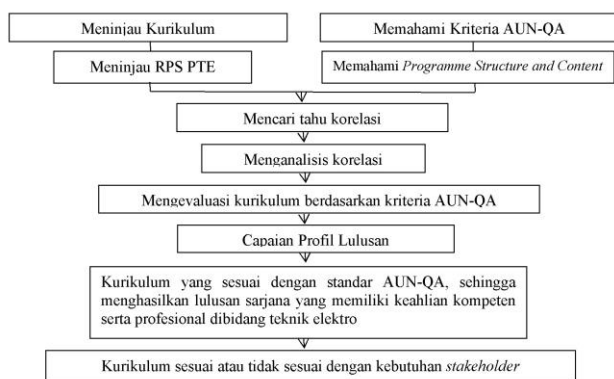 Meninjau Kurikulum
Memahami Kriteria AUN-QA
Meninjau RPS PTE
Memahami Programme Structure and Content
Mencari tahu korelasi
Menganalisis korelasi
Mengevaluasi kurikulum berdasarkan kriteria AUN-QA
Capaian Profil Lulusan
Kurikulum yang sesuai dengan standar AUN-QA, sehingga
menghasilkan lulusan sarjana yang memiliki keahlian kompeten
serta profesional dibidang teknik elektro
Kurikulum sesuai atau tidak sesuai dengan kebutuhan stakeholder